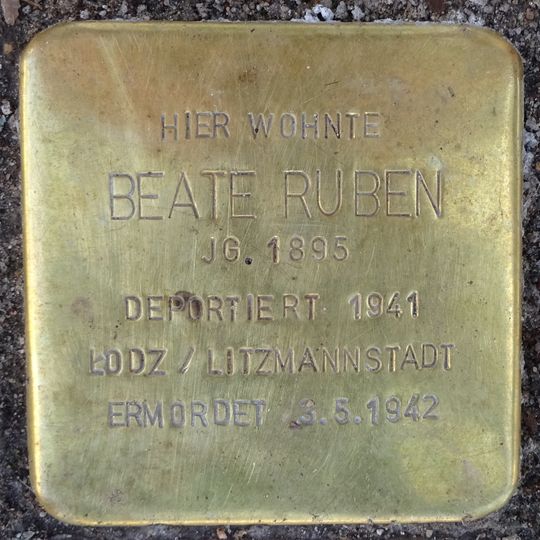 HIER WOHNTE
BEATE RUBEN
JG. 1895
DEPORTIERT 1941
ŁODZ / LITZMANNSTADT
ERMORDET 3.5.1942